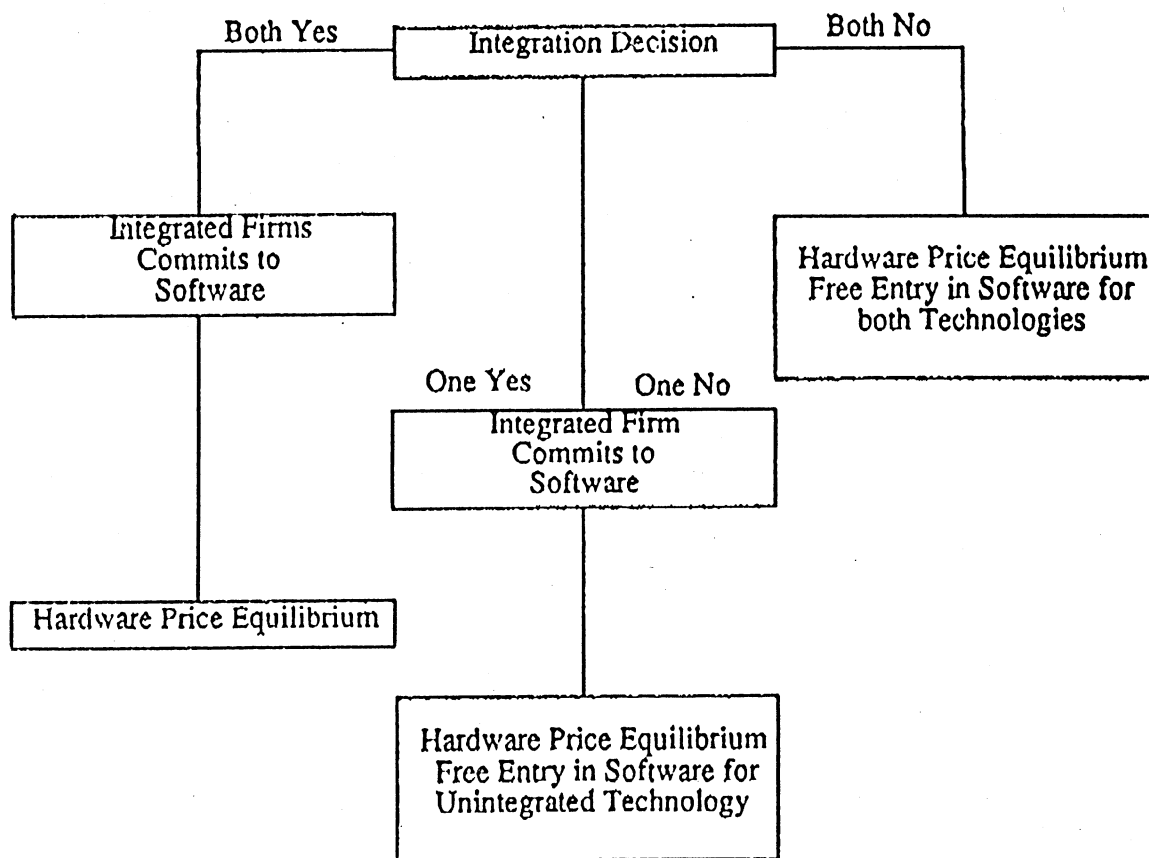 Both Yes
Integration Decision
Both No
Integrated Firms
Commits to
Software
Hardware Price Equilibrium
Free Entry in Software for
both Technologies
One Yes
One No
Integrated Firm
Commits to
Software
Hardware Price Equilibrium
Hardware Price Equilibrium
Free Entry in Software for
Unintegrated Technology